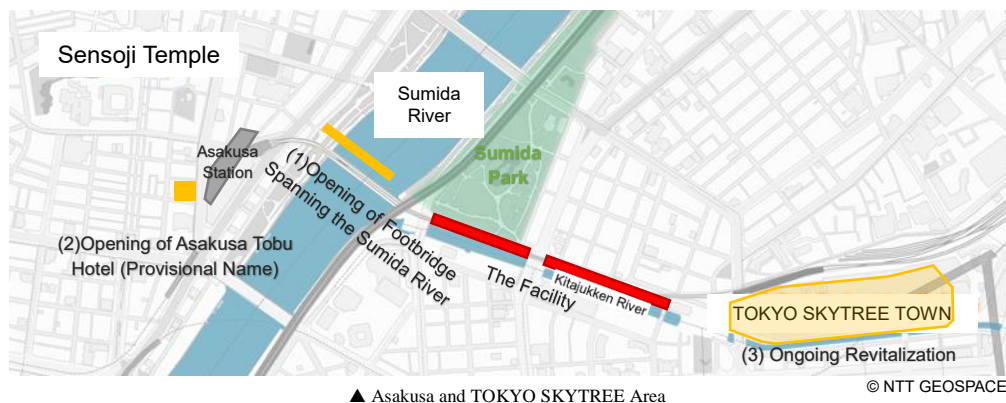 Sensoji Temple
Sumida
River
Asakusa
Station
Sumida
Park
(1)Opening of Footbridge
Spanning the Sumida River
(2)Opening of Asakusa Tobu
Hotel (Provisional Name)
The Facility
Kitajukken River
TOKYO SKYTREE TOWN
(3) Ongoing Revitalization
© NTT GEOSPACE
▲ Asakusa and TOKYO SKYTREE Area